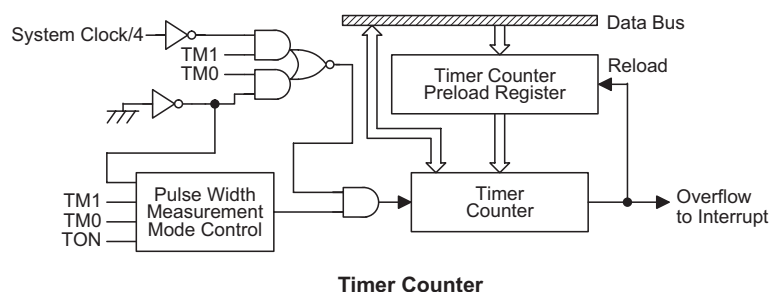 System Clock/4
TM1
TM0
Data Bus
Timer Counter
Preload Register
Reload
TM1
TM0
TON
Pulse Width
Measurement
Mode Control
Timer
Counter
Overflow
to Interrupt
Timer Counter